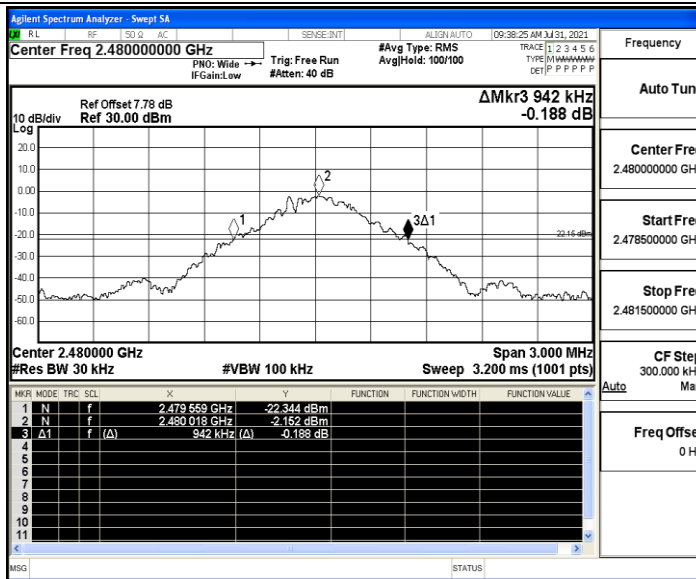 Agilent Spectrum Analyzer - Swept SA
LXI RL RF 50 Ω AC SENSE:INT ALIGN AUTO 09:38:25 AM Jul 31, 2021
Center Freq 2.480000000 GHz
PNO: Wide
IFGain:Low
Trig: Free Run
#Atten: 40 dB
#Avg Type: RMS
Avg|Hold: 100/100
TRACE 1 2 3 4 5 6
TYPE M W W W W W
DET P P P P P P
Ref Offset 7.78 dB
10 dB/div Ref 30.00 dBm
Log
ΔMkr3 942 kHz
-0.188 dB
20.0
10.0
0.00
-10.0
-20.0
-30.0
-40.0
-50.0
-60.0
1
2
3Δ1
-22.15 dBm
Center 2.480000 GHz Span 3.000 MHz
#Res BW 30 kHz #VBW 100 kHz Sweep 3.200 ms (1001 pts)
MKR MODE TRC SCL X Y FUNCTION FUNCTION WIDTH FUNCTION VALUE
1 N f 2.479 559 GHz -22.344 dBm
2 N f 2.480 018 GHz -2.152 dBm
3 Δ1 f (Δ) 942 kHz (Δ) -0.188 dB
4
5
6
7
8
9
10
11
MSG STATUS
Frequency
Auto Tun
Center Fre
2.480000000 GH
Start Fre
2.478500000 GH
Stop Fre
2.481500000 GH
CF Step
300.000 kH
Auto Ma
Freq Offse
0 H